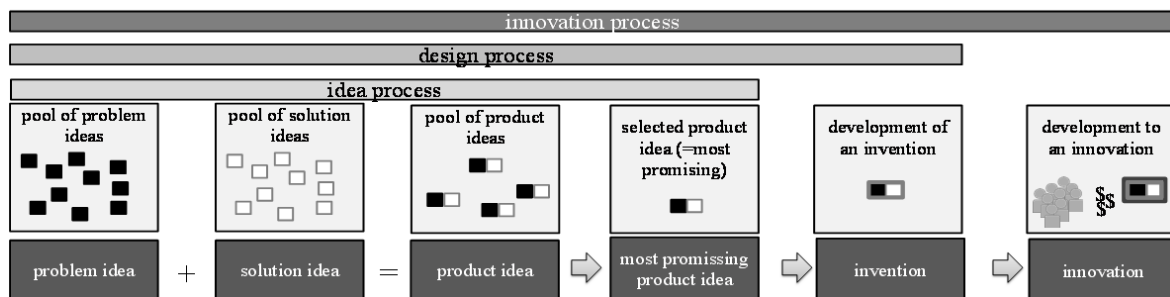 innovation process
design process
idea process
pool of problem
ideas
pool of solution
ideas
pool of product
ideas
selected product
idea (=most
promising)
development of
an invention
development to
an innovation
$
$$
$
problem idea
+
solution idea
=
product idea
most promissing
product idea
invention
innovation